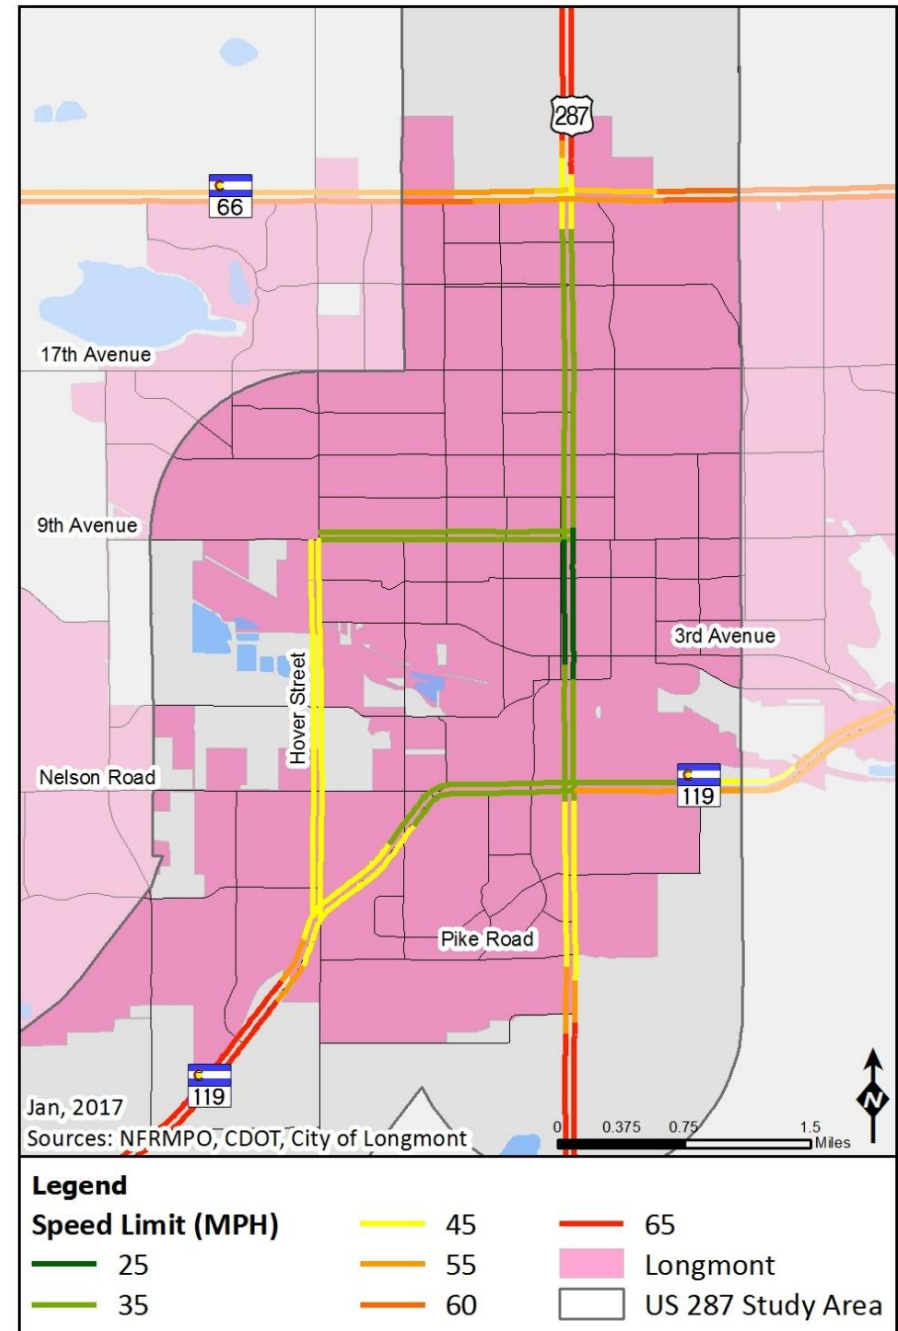 287
66
17th Avenue
9th Avenue
3rd Avenue
Hover Street
Nelson Road
119
Pike Road
119
Jan, 2017
Sources: NFRMPO, CDOT, City of Longmont
0 0.375 0.75 1.5
Miles
N
Legend
Speed Limit (MPH)
25
35
45
55
60
65
Longmont
US 287 Study Area